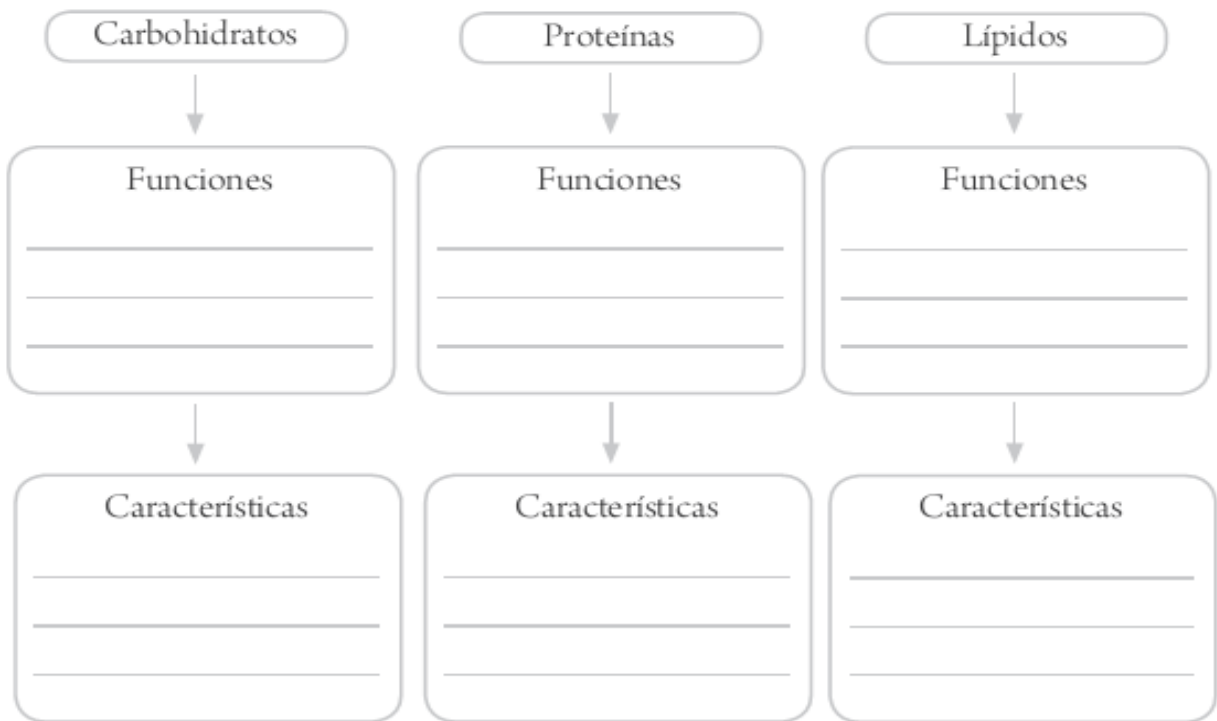 Carbohidratos
Proteínas
Lípidos
Funciones
Funciones
Funciones
Características
Características
Características